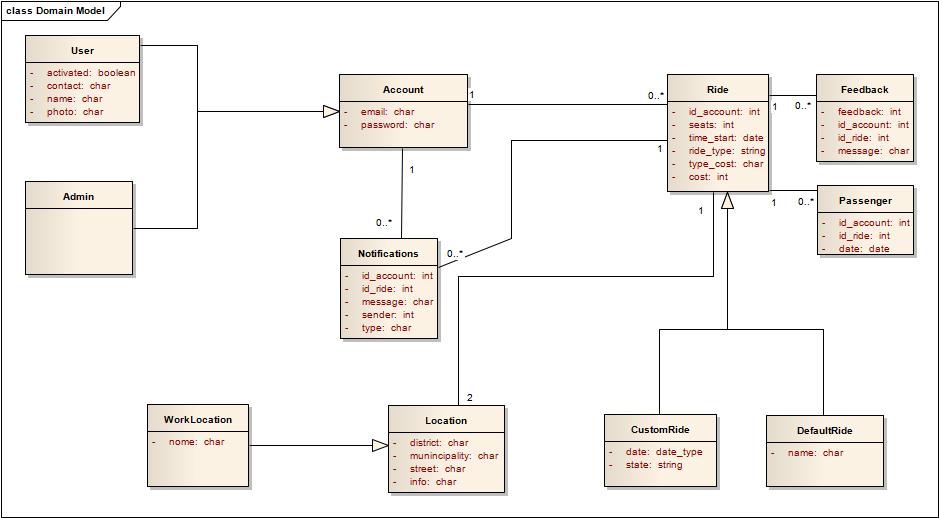 class Domain Model
User
- activated: boolean
- contact: char
- name: char
- photo: char
Admin
Account
- email: char
- password: char
1
0..*
Ride
- id_account: int
- seats: int
- time_start: date
- ride_type: string
- type_cost: char
- cost: int
1
0..*
Feedback
- feedback: int
- id_account: int
- id_ride: int
- message: char
1
0..*
Passenger
- id_account: int
- id_ride: int
- date: date
1
0..*
1
0..*
Notifications
- id_account: int
- id_ride: int
- message: char
- sender: int
- type: char
1
2
WorkLocation
- nome: char
Location
- district: char
- munincipality: char
- street: char
- info: char
CustomRide
- date: date_type
- state: string
DefaultRide
- name: char